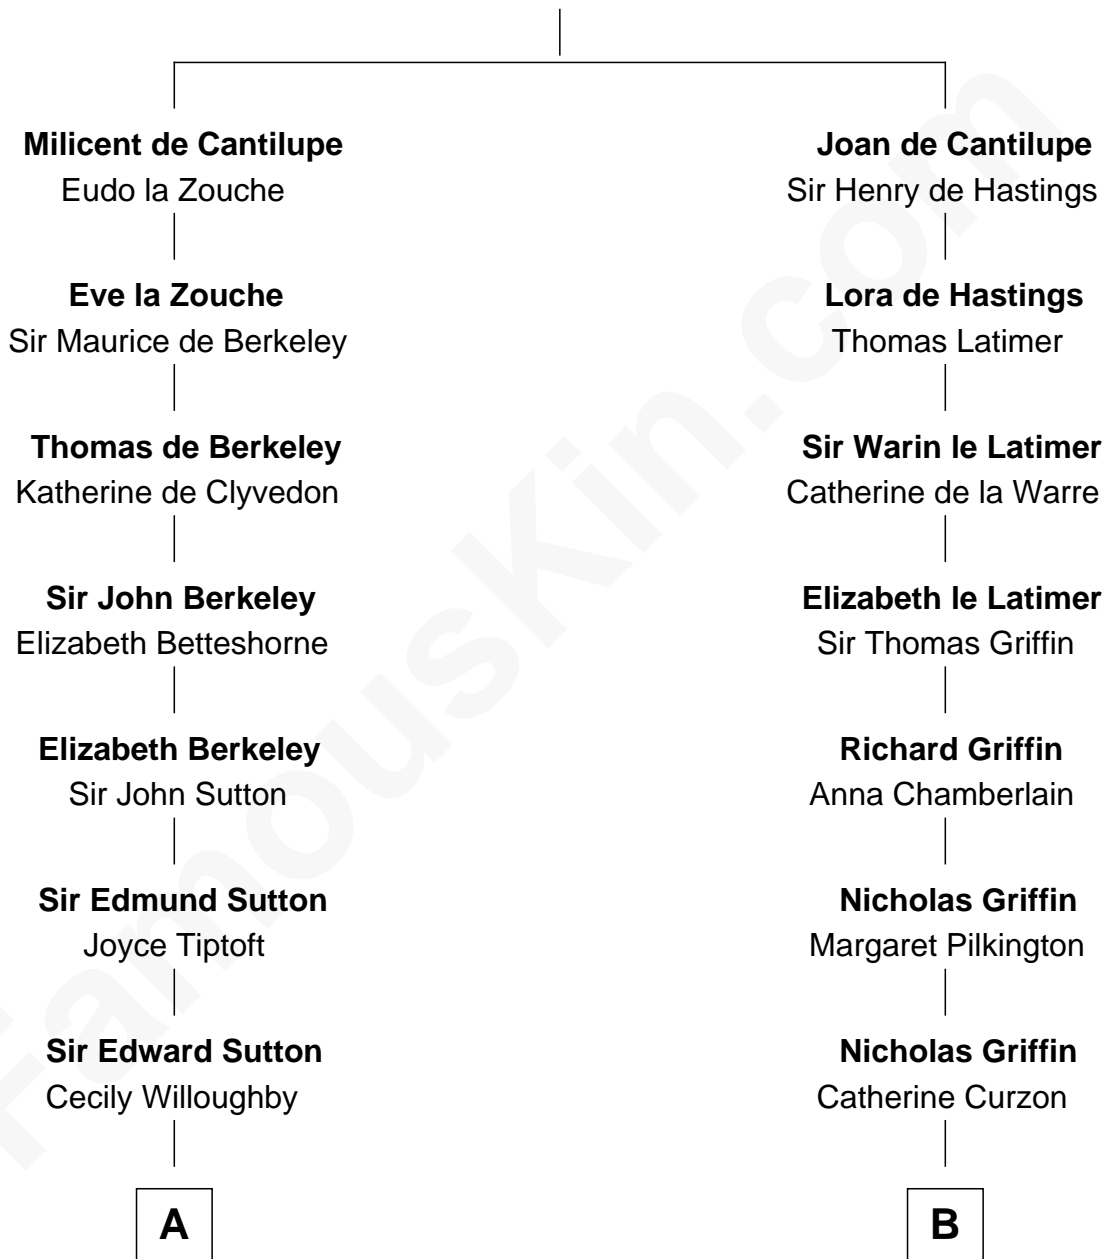 Milicent de Cantilupe
Eudo la Zouche
Eve la Zouche
Sir Maurice de Berkeley
Thomas de Berkeley
Katherine de Clyvedon
Sir John Berkeley
Elizabeth Betteshorne
Elizabeth Berkeley
Sir John Sutton
Sir Edmund Sutton
Joyce Tiptoft
Sir Edward Sutton
Cecily Willoughby
A
Joan de Cantilupe
Sir Henry de Hastings
Lora de Hastings
Thomas Latimer
Sir Warin le Latimer
Catherine de la Warre
Elizabeth le Latimer
Sir Thomas Griffin
Richard Griffin
Anna Chamberlain
Nicholas Griffin
Margaret Pilkington
Nicholas Griffin
Catherine Curzon
B
FamousKin.com